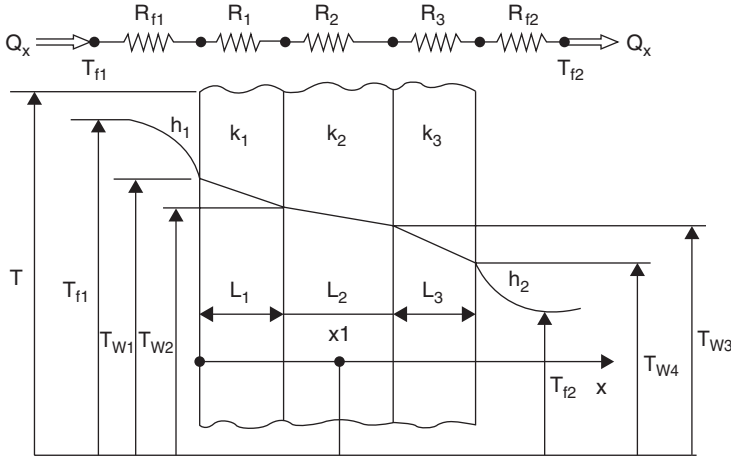 R_f1 R_1 R_2 R_3 R_f2
Q_x Q_x
T_f1 T_f2
h_1 k_1 k_2 k_3
T
T_f1
L_1 L_2 L_3 h_2
T_W1 T_W2 x1 T_W3
T_W4
T_f2 x